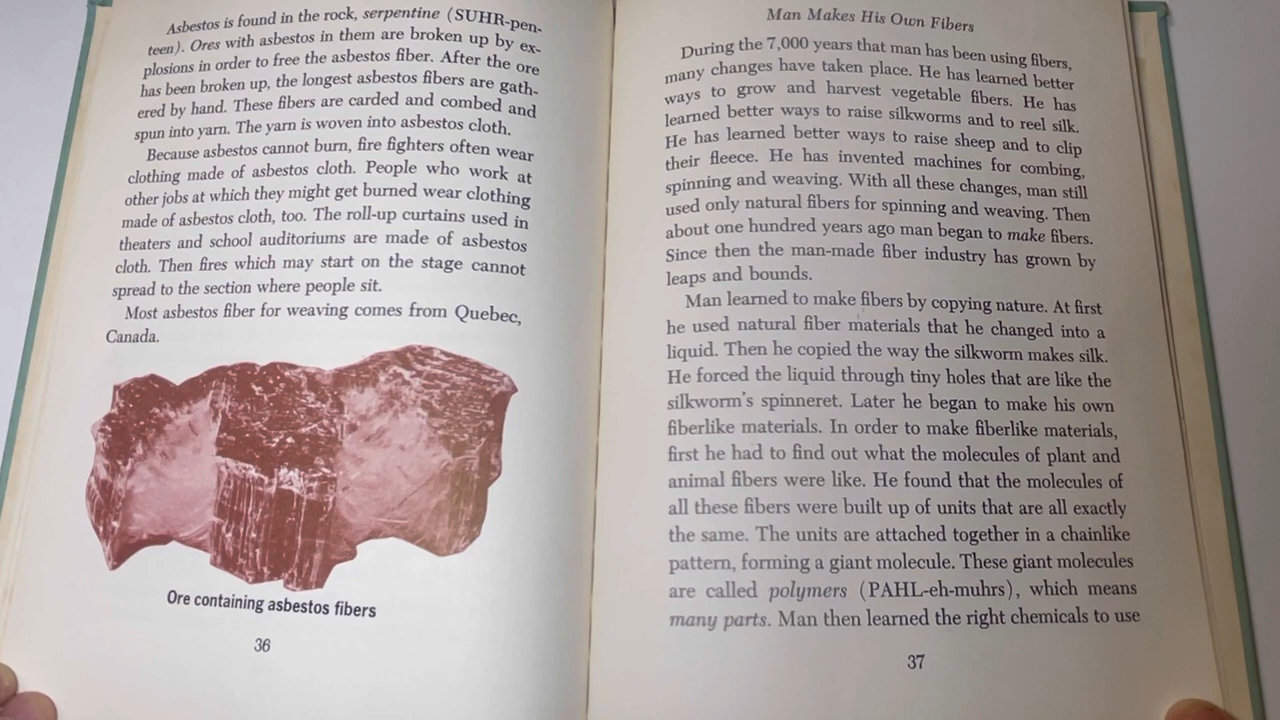 Asbestos is found in the rock, serpentine (SUHR-pen-
teen). Ores with asbestos in them are broken up by ex-
plosions in order to free the asbestos fiber. After the ore
has been broken up, the longest asbestos fibers are gath-
ered by hand. These fibers are carded and combed and
spun into yarn. The yarn is woven into asbestos cloth.
Because asbestos cannot burn, fire fighters often wear
clothing made of asbestos cloth. People who work at
other jobs at which they might get burned wear clothing
made of asbestos cloth, too. The roll-up curtains used in
theaters and school auditoriums are made of asbestos
cloth. Then fires which may start on the stage cannot
spread to the section where people sit.
Most asbestos fiber for weaving comes from Quebec,
Canada.
Ore containing asbestos fibers
36
Man Makes His Own Fibers
During the 7,000 years that man has been using fibers,
many changes have taken place. He has learned better
ways to grow and harvest vegetable fibers. He has
learned better ways to raise silkworms and to reel silk.
He has learned better ways to raise sheep and to clip
their fleece. He has invented machines for combing,
spinning and weaving. With all these changes, man still
used only natural fibers for spinning and weaving. Then
about one hundred years ago man began to make fibers.
Since then the man-made fiber industry has grown by
leaps and bounds.
Man learned to make fibers by copying nature. At first
he used natural fiber materials that he changed into a
liquid. Then he copied the way the silkworm makes silk.
He forced the liquid through tiny holes that are like the
silkworm's spinneret. Later he began to make his own
fiberlike materials. In order to make fiberlike materials,
first he had to find out what the molecules of plant and
animal fibers were like. He found that the molecules of
all these fibers were built up of units that are all exactly
the same. The units are attached together in a chainlike
pattern, forming a giant molecule. These giant molecules
are called polymers (PAHL-eh-muhrs), which means
many parts. Man then learned the right chemicals to use
37